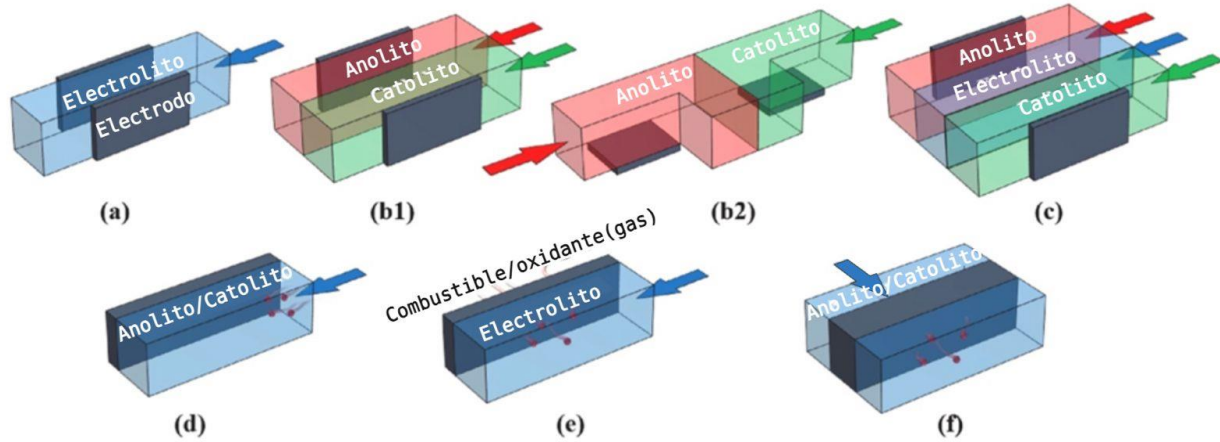 Electrolito
Electrodo
(a)
Anolito
Catolito
(b1)
Anolito
Catolito
(b2)
Anolito
Electrolito
Catolito
(c)
Anolito/Catolito
(d)
Combustible/oxidante(gas)
Electrolito
(e)
Anolito/Catolito
(f)